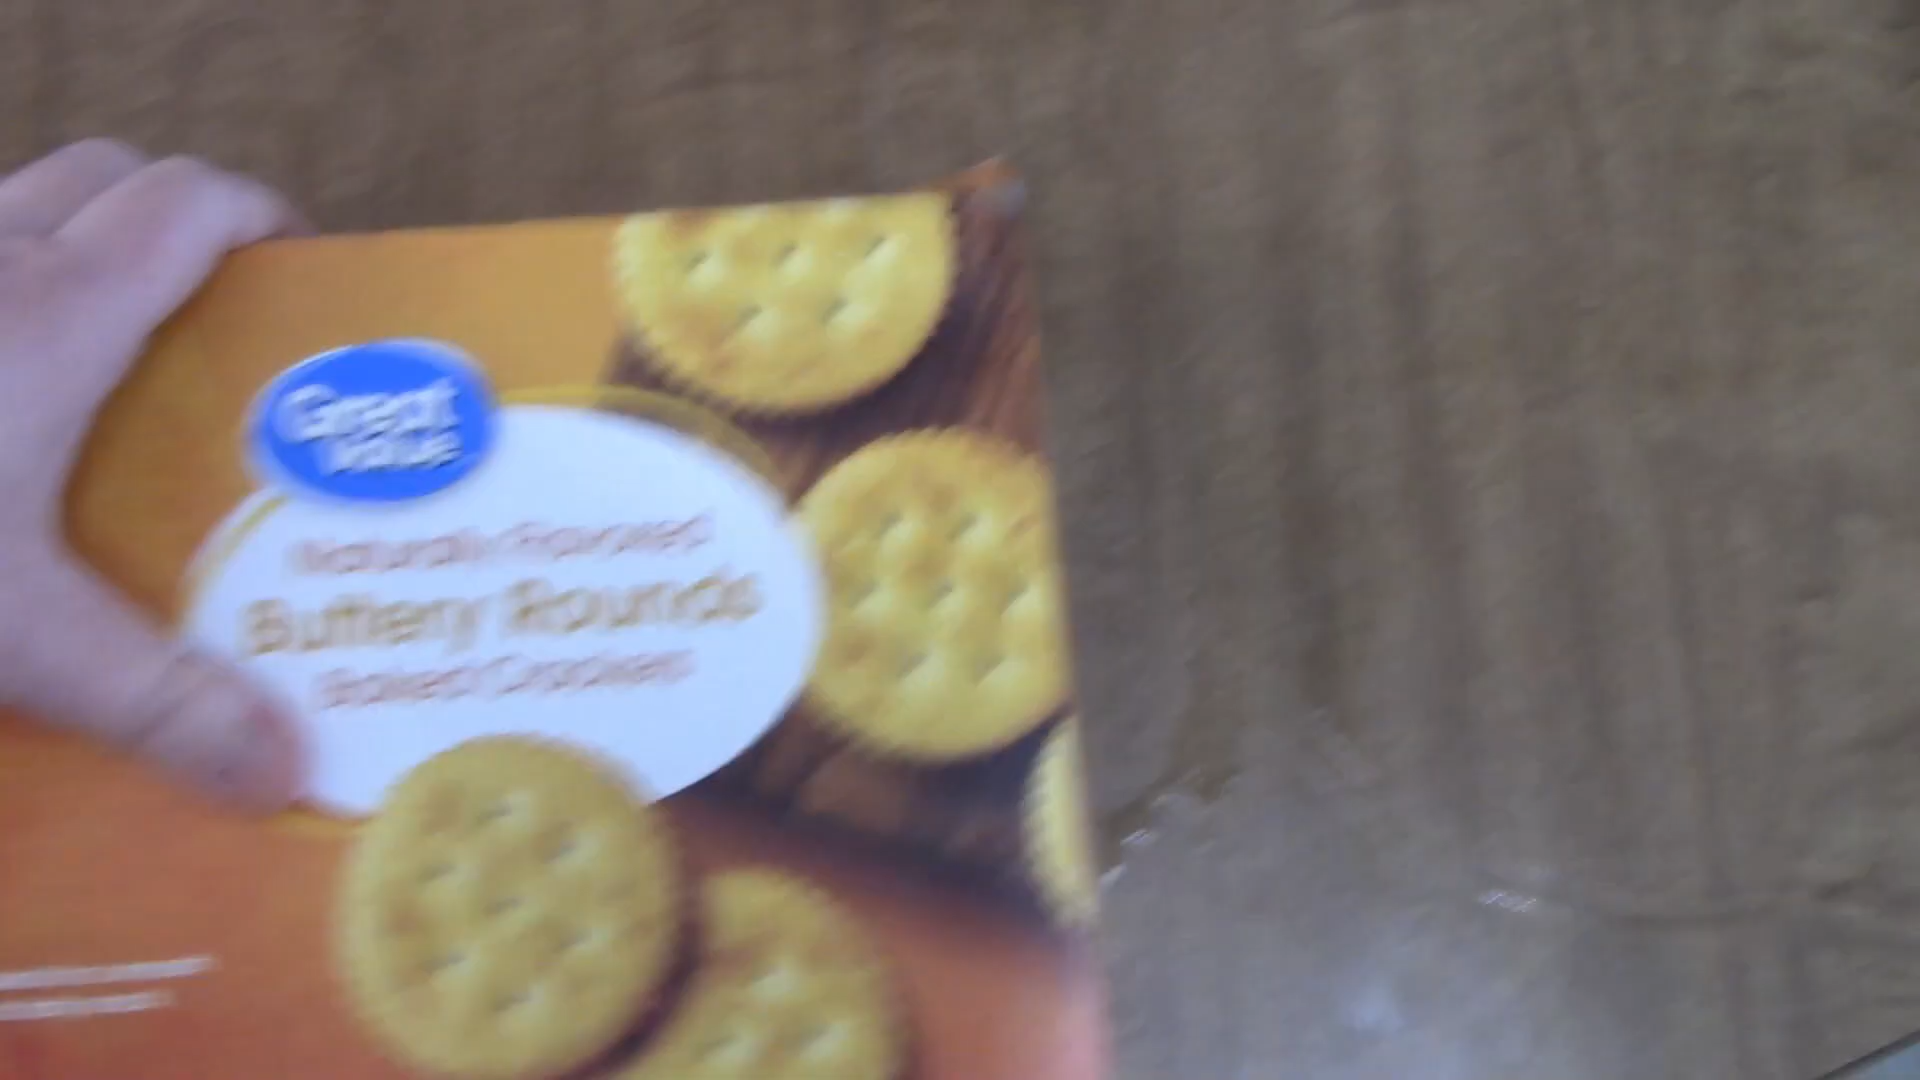 Great
Value
Naturally Flavored
Buttery Rounds
Baked Crackers